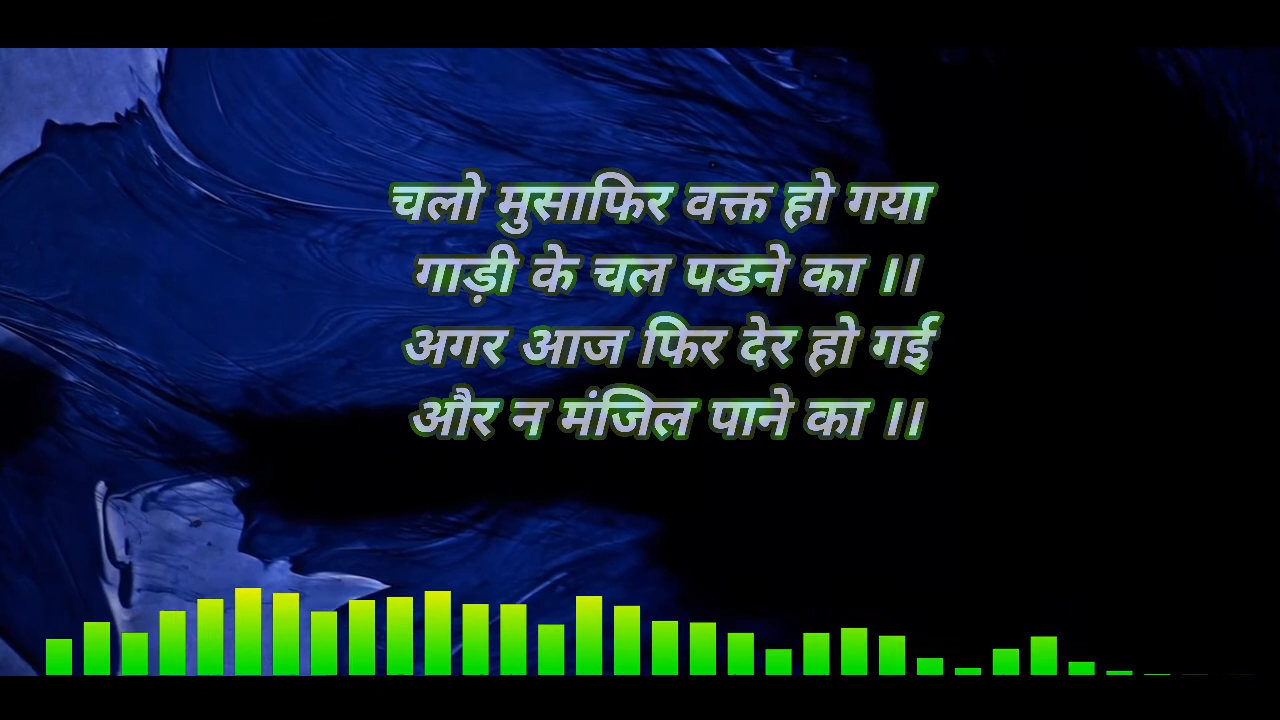 चलो मुसाफिर वक्त हो गया
गाड़ी के चल पडने का ।।
अगर आज फिर देर हो गई
और न मंजिल पाने का ।।